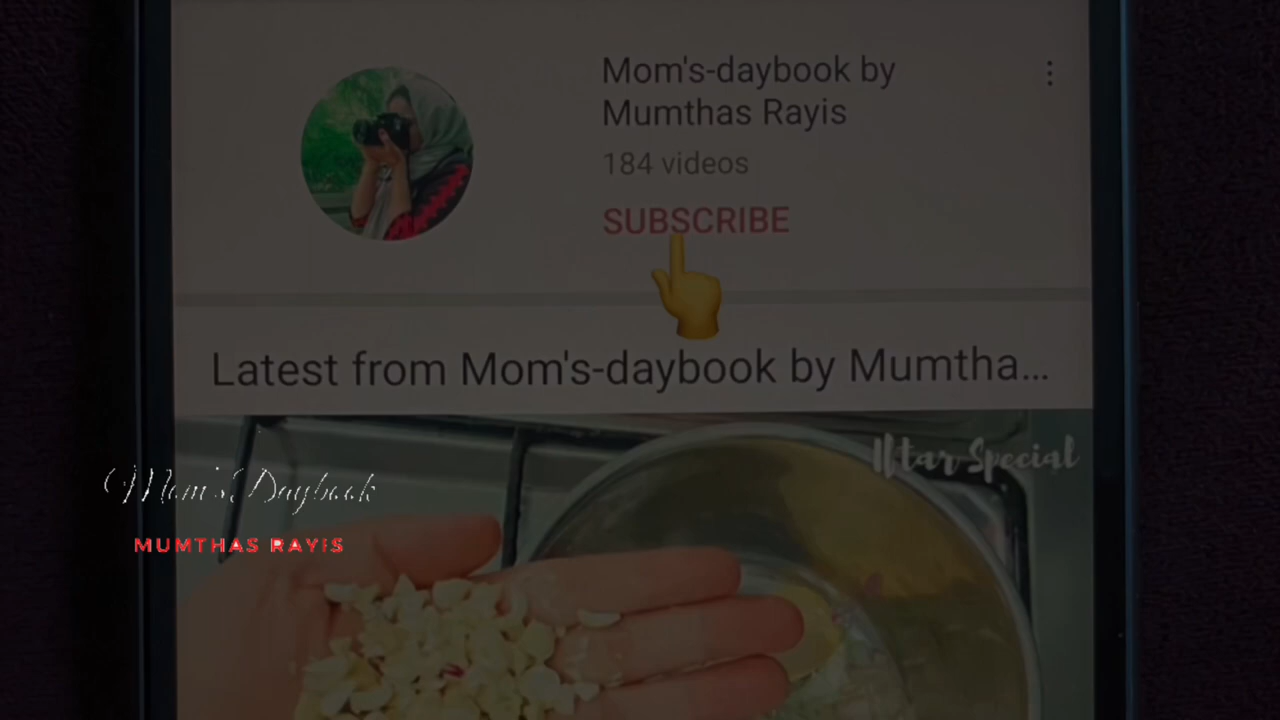 Mom's-daybook by
Mumthas Rayis
184 videos
SUBSCRIBE
Latest from Mom's-daybook by Mumtha...
Iftar Special
Mom's Daybook
MUMTHAS RAYIS